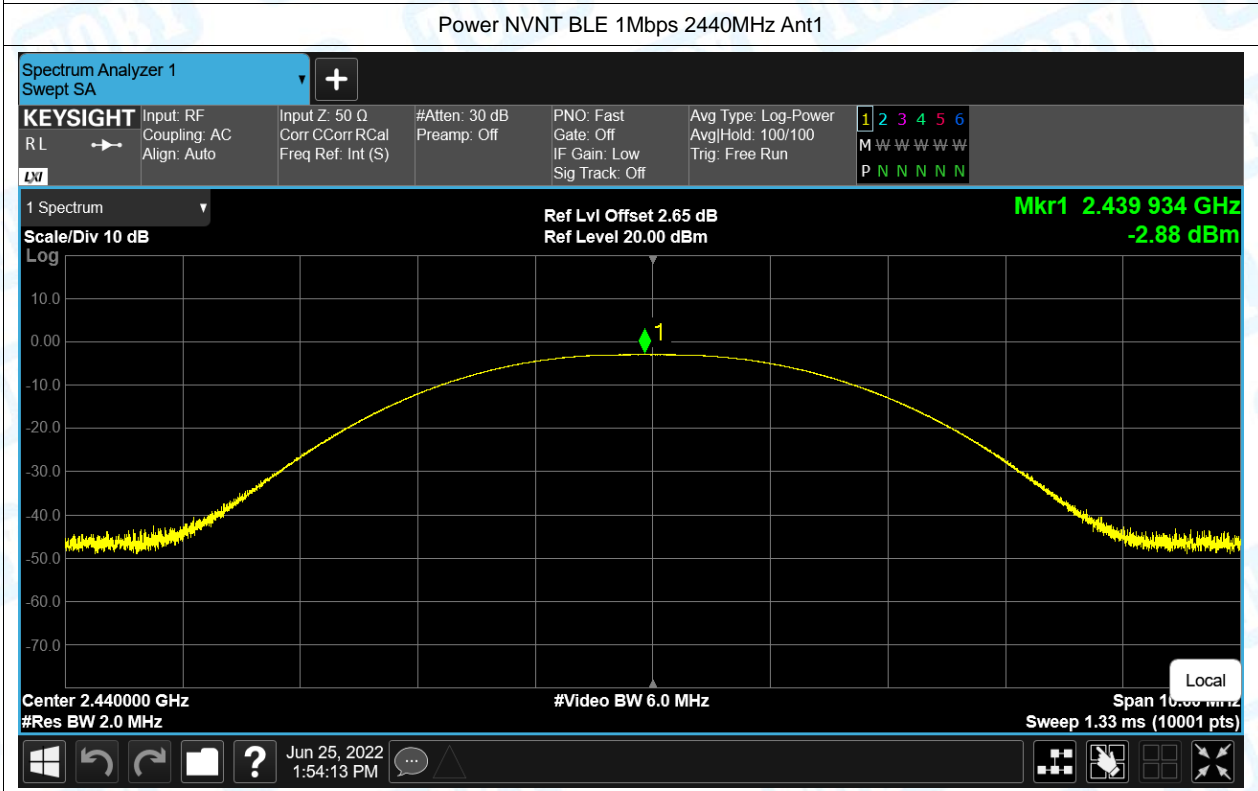 Power NVNT BLE 1Mbps 2440MHz Ant1
Spectrum Analyzer 1
Swept SA
KEYSIGHT
RL
LXI
Input: RF
Coupling: AC
Align: Auto
Input Z: 50 Ω
Corr CCorr RCal
Freq Ref: Int (S)
#Atten: 30 dB
Preamp: Off
PNO: Fast
Gate: Off
IF Gain: Low
Sig Track: Off
Avg Type: Log-Power
Avg|Hold: 100/100
Trig: Free Run
1 2 3 4 5 6
M W W W W W
P N N N N N
1 Spectrum
Scale/Div 10 dB
Log
Ref Lvl Offset 2.65 dB
Ref Level 20.00 dBm
Mkr1 2.439 934 GHz
-2.88 dBm
10.0
0.00
1
-10.0
-20.0
-30.0
-40.0
-50.0
-60.0
-70.0
Local
Center 2.440000 GHz
#Res BW 2.0 MHz
#Video BW 6.0 MHz
Span 10.00 MHz
Sweep 1.33 ms (10001 pts)
?
Jun 25, 2022
1:54:13 PM